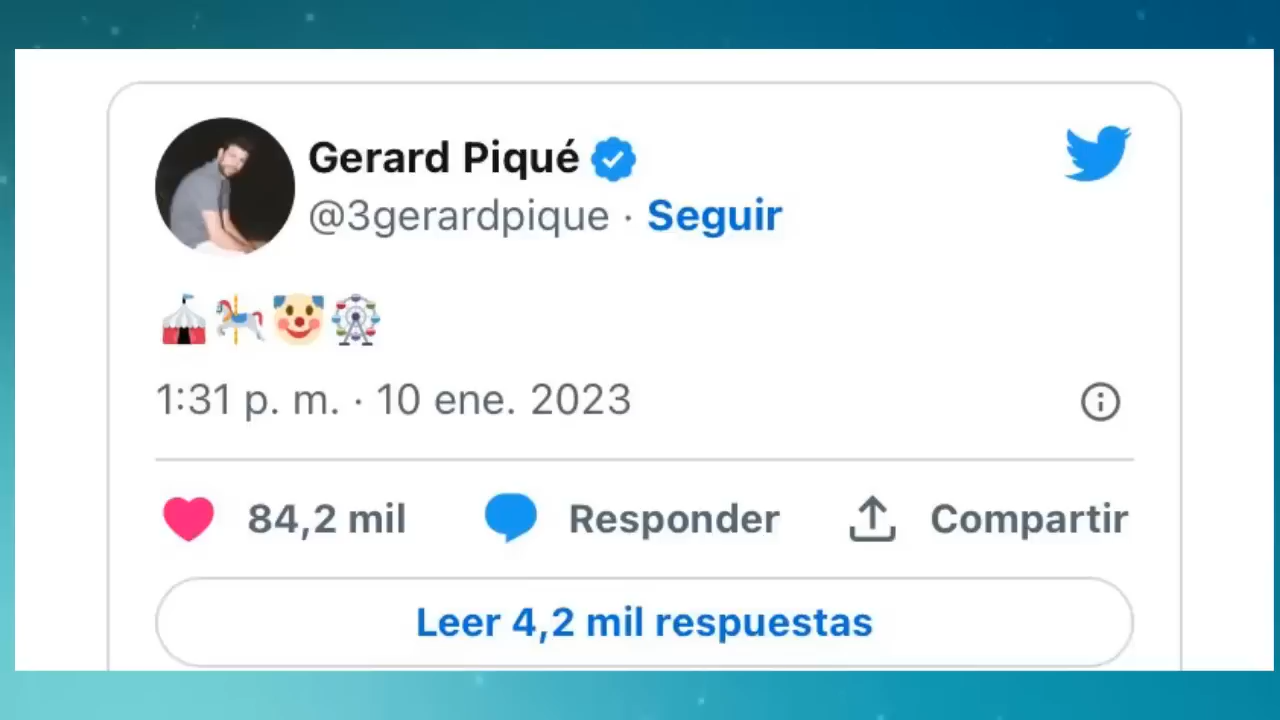 Gerard Piqué
@3gerardpique · Seguir
🎪🎠🤡🎡
1:31 p. m. · 10 ene. 2023
84,2 mil Responder Compartir
Leer 4,2 mil respuestas